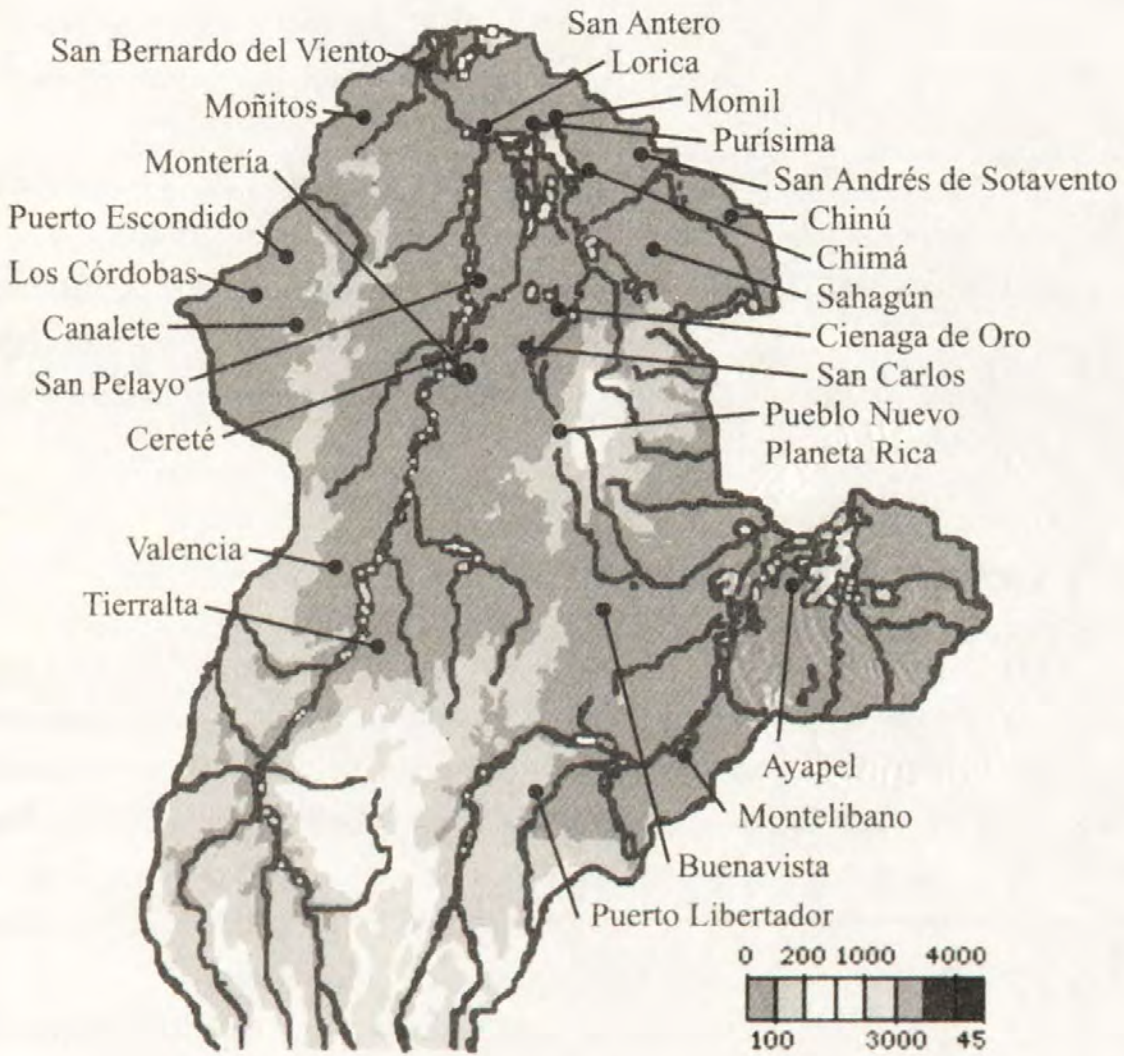 San Antero
San Bernardo del Viento
Lorica
Moñitos
Momil
Purísima
Montería
San Andrés de Sotavento
Puerto Escondido
Chinú
Los Córdobas
Chimá
Sahagún
Canalete
Cienaga de Oro
San Pelayo
San Carlos
Cereté
Pueblo Nuevo
Planeta Rica
Valencia
Tierralta
Ayapel
Montelibano
Buenavista
Puerto Libertador
0 200 1000 4000
100 3000 45